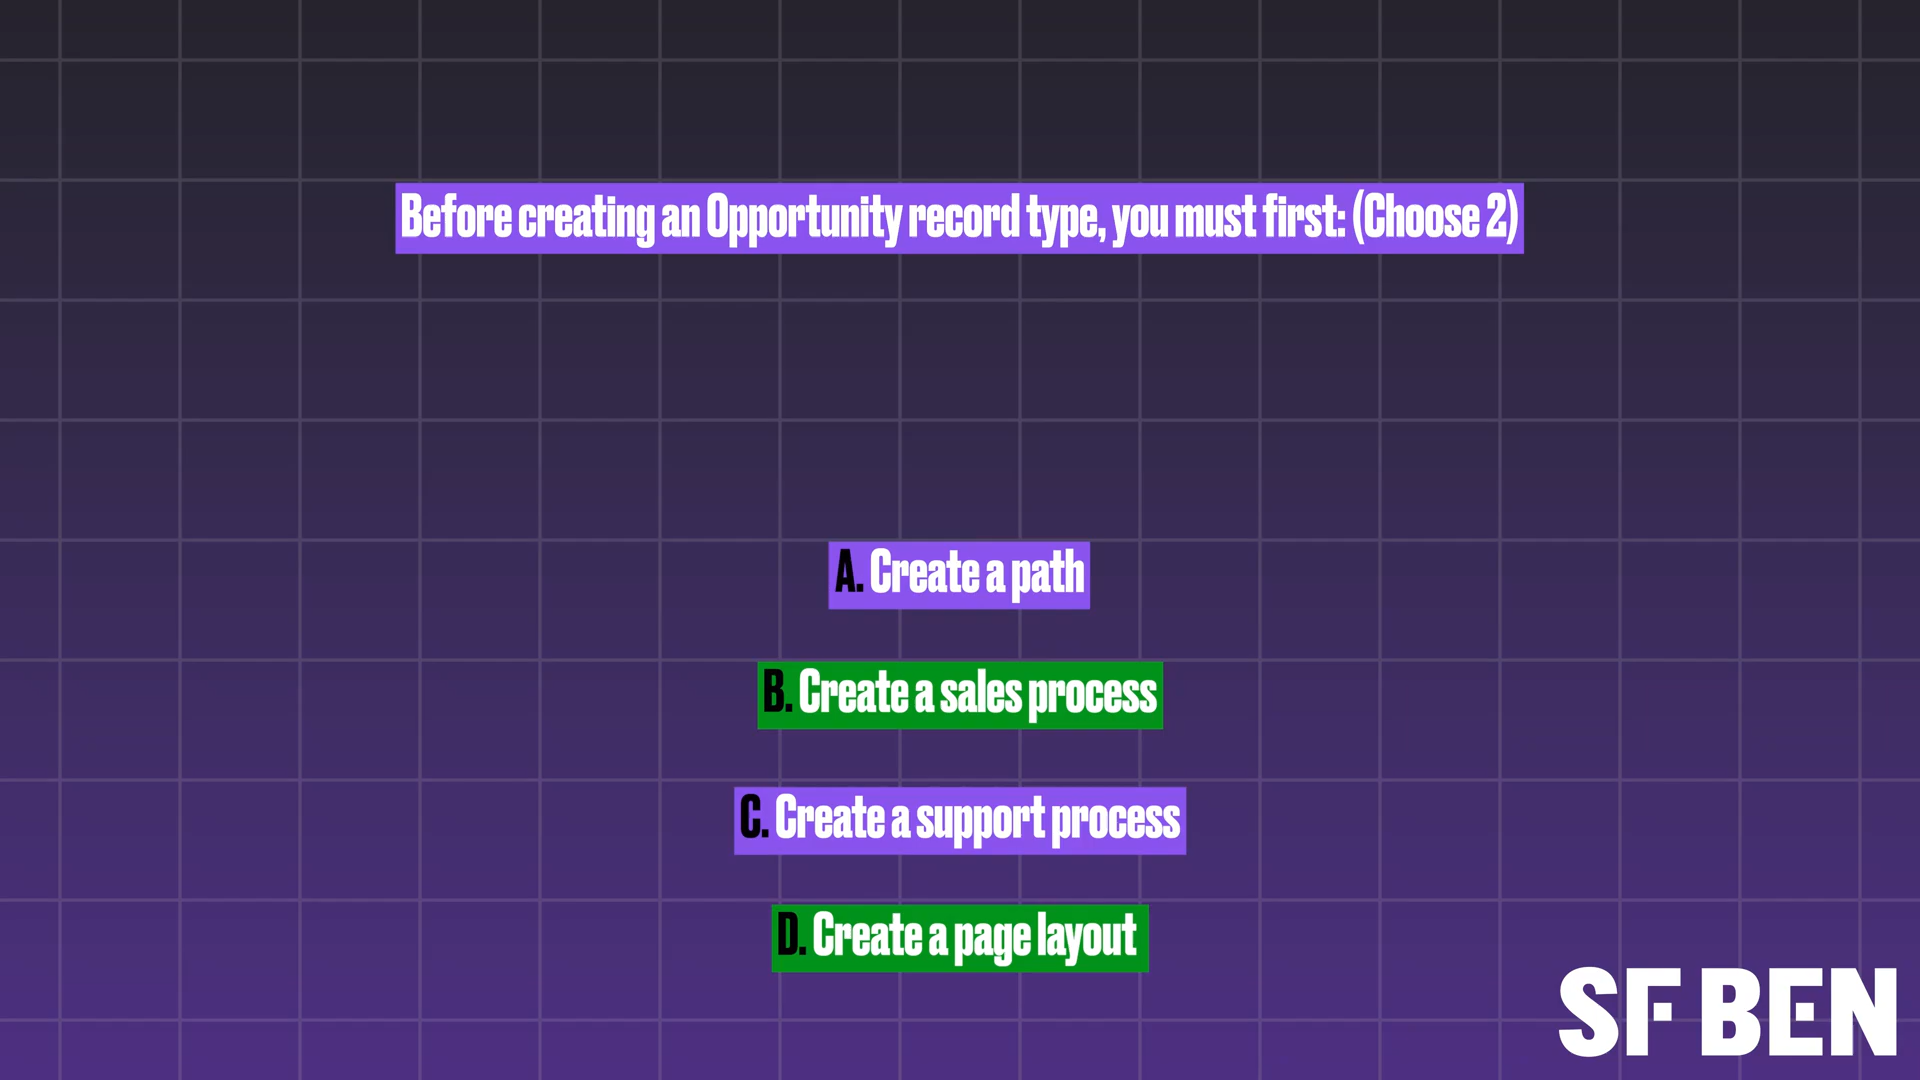 Before creating an Opportunity record type, you must first: (Choose 2)
A. Create a path
B. Create a sales process
C. Create a support process
D. Create a page layout
SF BEN